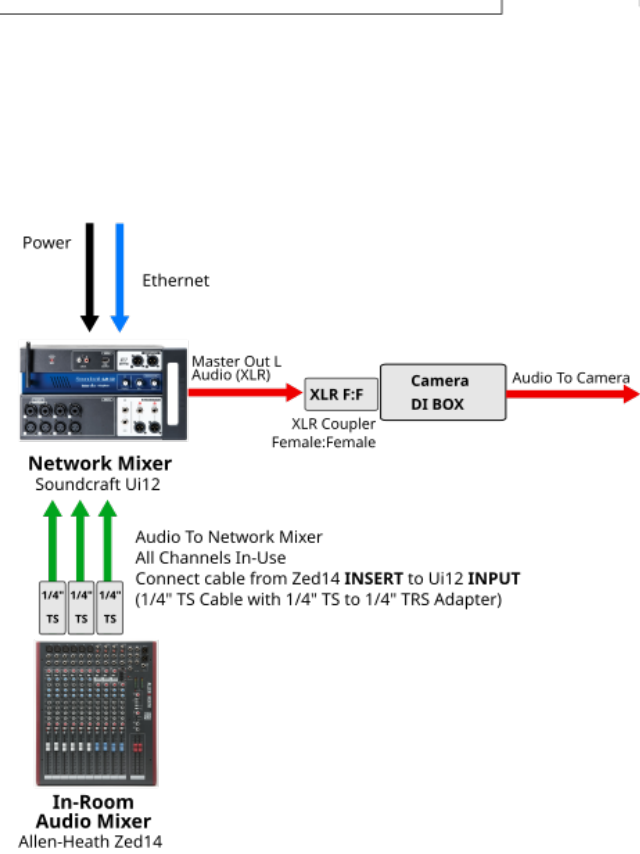 Power
Ethernet
Master Out L
Audio (XLR)
XLR F:F
Camera
DI BOX
Audio To Camera
XLR Coupler
Female:Female
Network Mixer
Soundcraft Ui12
Audio To Network Mixer
All Channels In-Use
Connect cable from Zed14 INSERT to Ui12 INPUT
(1/4" TS Cable with 1/4" TS to 1/4" TRS Adapter)
1/4" 1/4" 1/4"
TS TS TS
In-Room
Audio Mixer
Allen-Heath Zed14